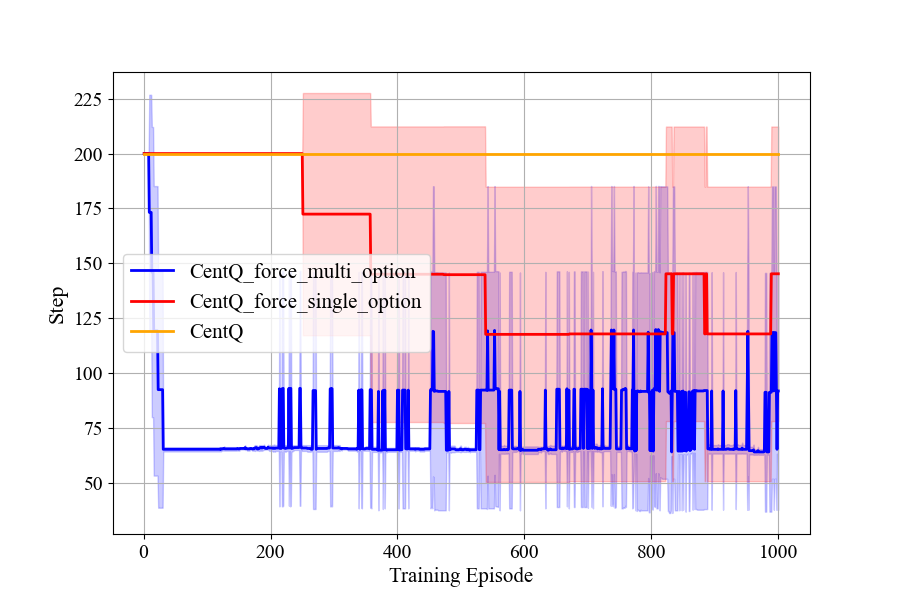 225
200
175
150
125
100
75
50
Step
CentQ_force_multi_option
CentQ_force_single_option
CentQ
0 200 400 600 800 1000
Training Episode